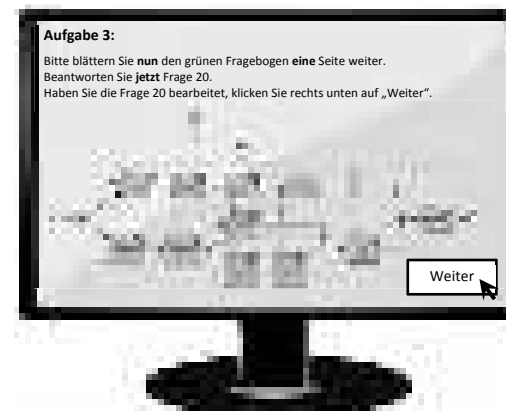 Aufgabe 3:
Bitte blättern Sie nun den grünen Fragebogen eine Seite weiter.
Beantworten Sie jetzt Frage 20.
Haben Sie die Frage 20 bearbeitet, klicken Sie rechts unten auf „Weiter“.
Weiter